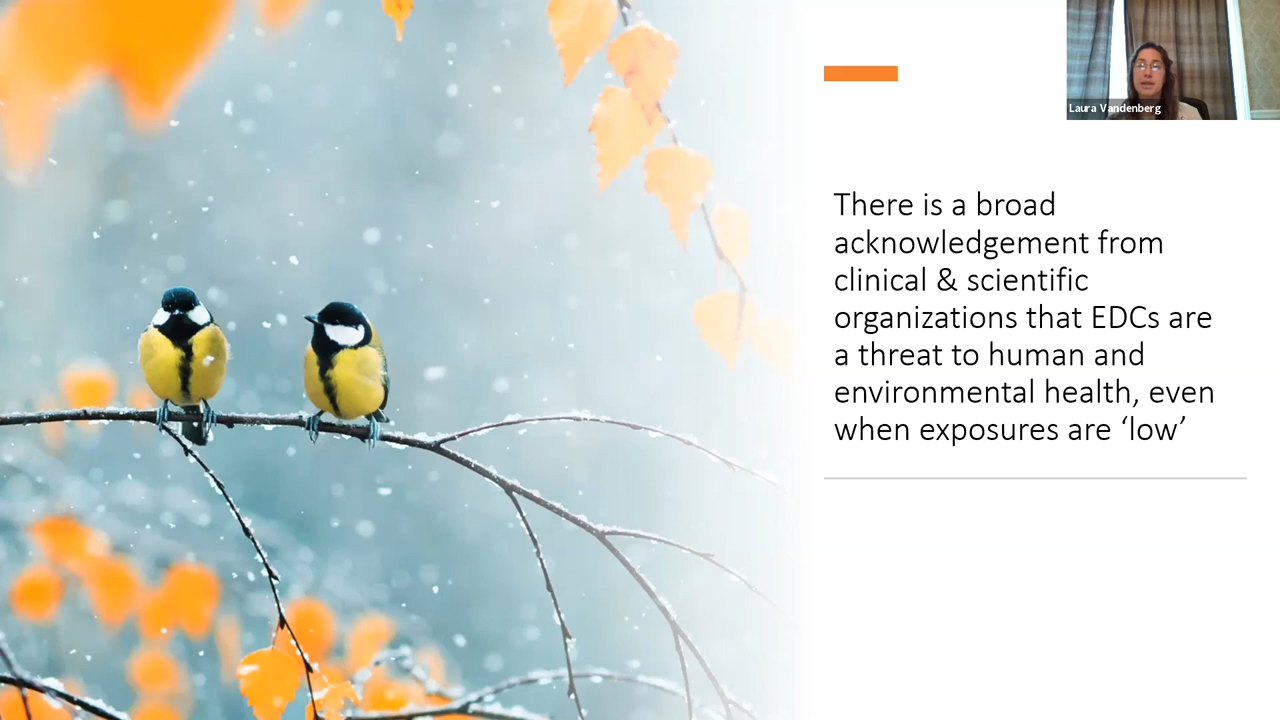 Laura Vandenberg
There is a broad
acknowledgement from
clinical & scientific
organizations that EDCs are
a threat to human and
environmental health, even
when exposures are ‘low’